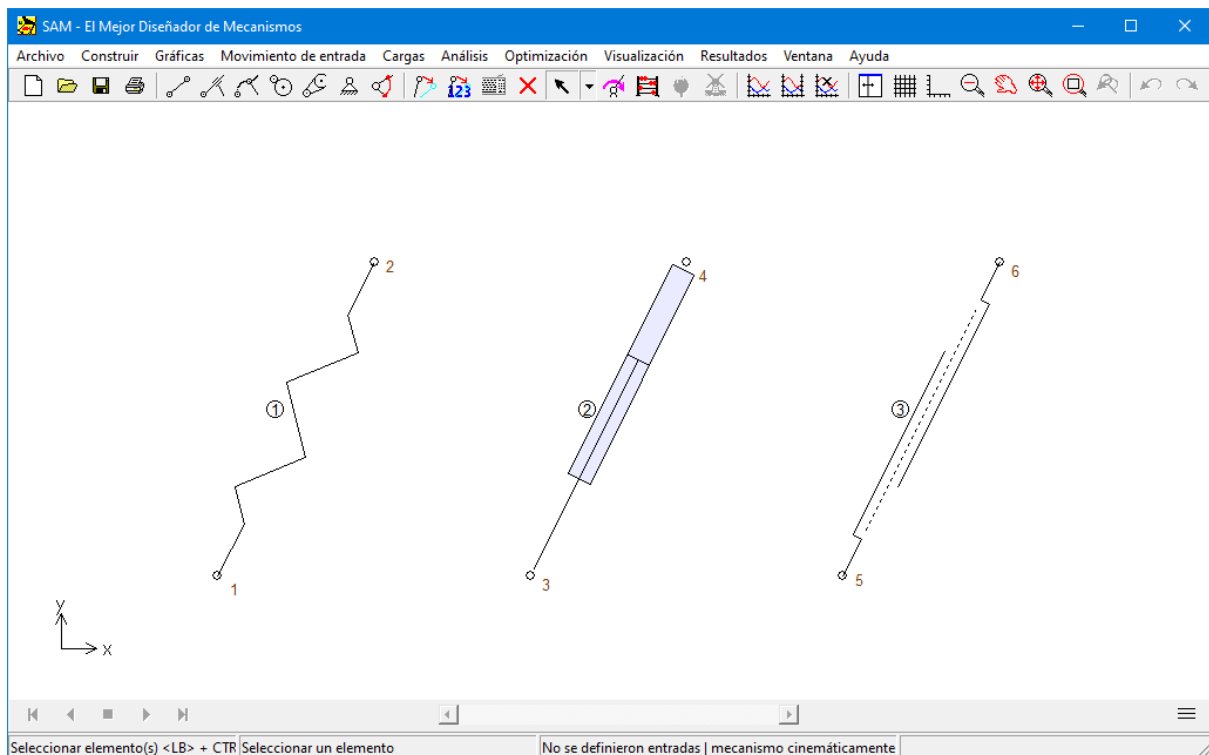 SAM - El Mejor Diseñador de Mecanismos
Archivo Construir Gráficas Movimiento de entrada Cargas Análisis Optimización Visualización Resultados Ventana Ayuda
123
2
4
6
1
2
3
1
3
5
y
x
Seleccionar elemento(s) <LB> + CTR Seleccionar un elemento No se definieron entradas | mecanismo cinemáticamente